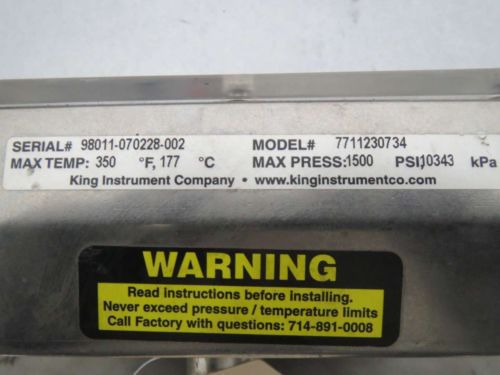 SERIAL# 98011-070228-002 MODEL# 7711230734
MAX TEMP: 350 °F, 177 °C MAX PRESS: 1500 PSI, 10343 kPa
King Instrument Company • www.kinginstrumentco.com
WARNING
Read instructions before installing.
Never exceed pressure / temperature limits
Call Factory with questions: 714-891-0008